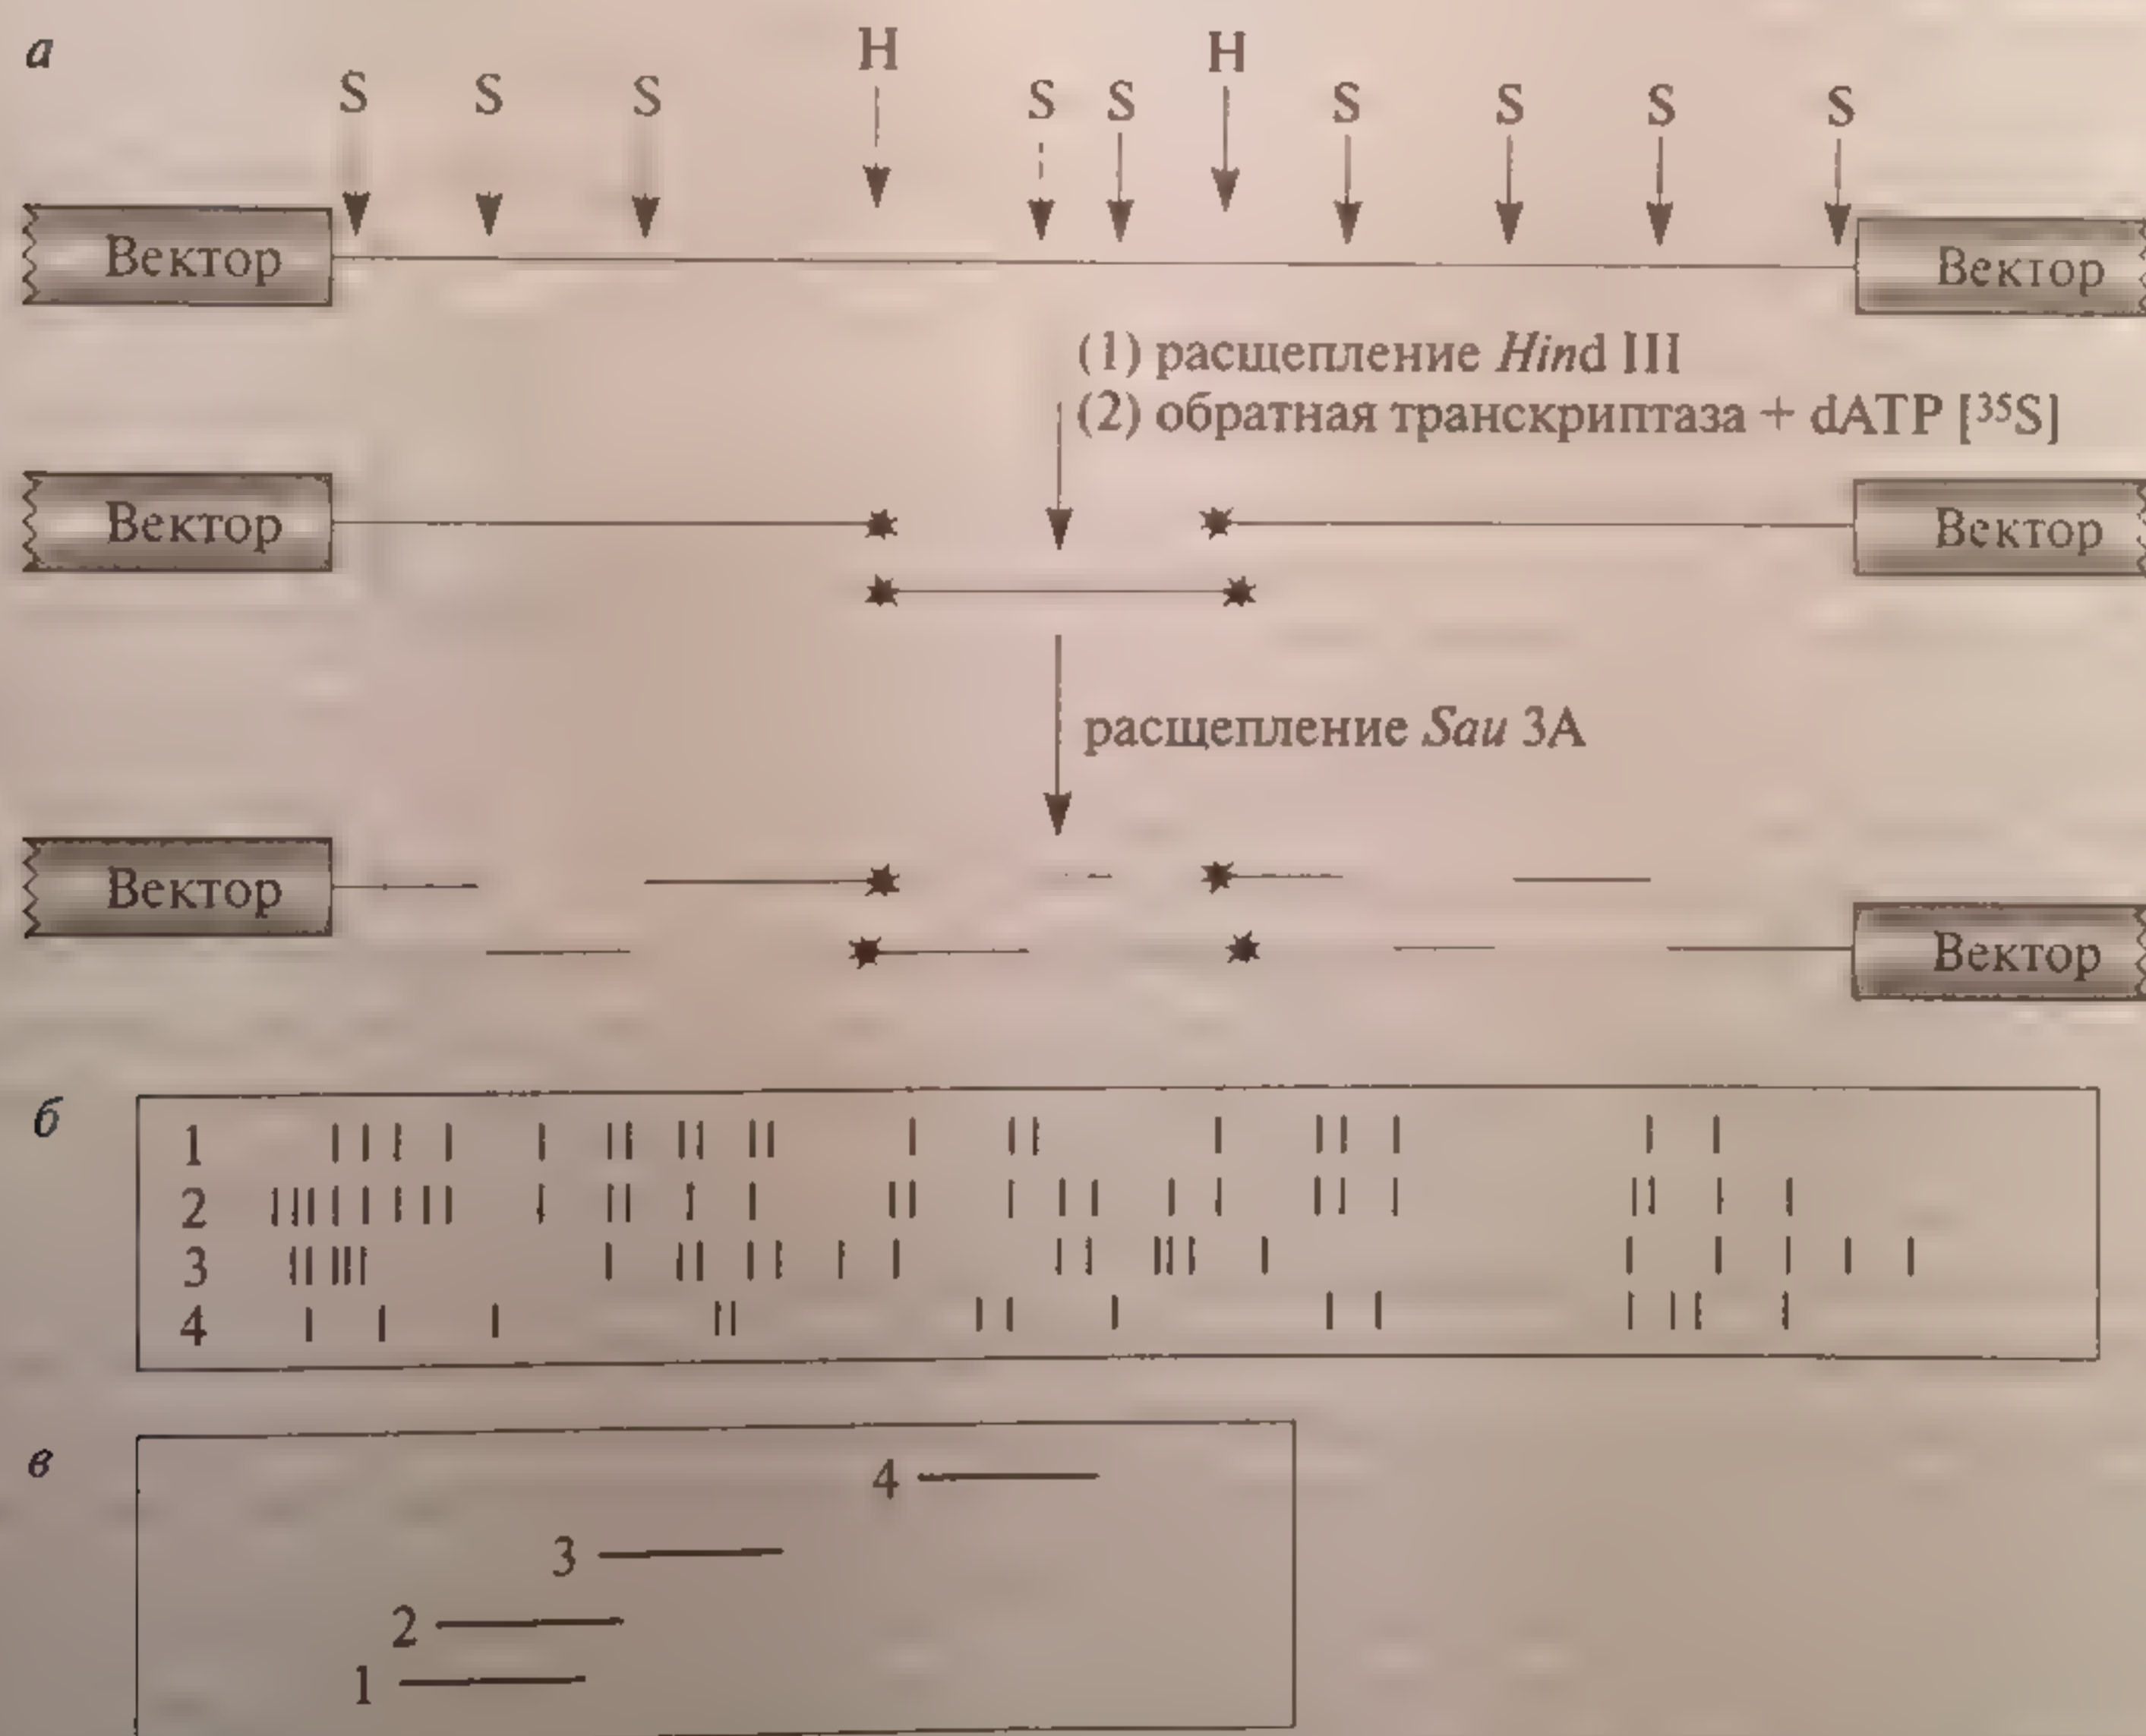 а
H H
S S S S S S S S S
Вектор Вектор
(1) расщепление Hind III
(2) обратная транскриптаза + dATP [³⁵S]
Вектор Вектор
расщепление Sau 3A
Вектор
Вектор
б
1
2
3
4
в
4
3
2
1